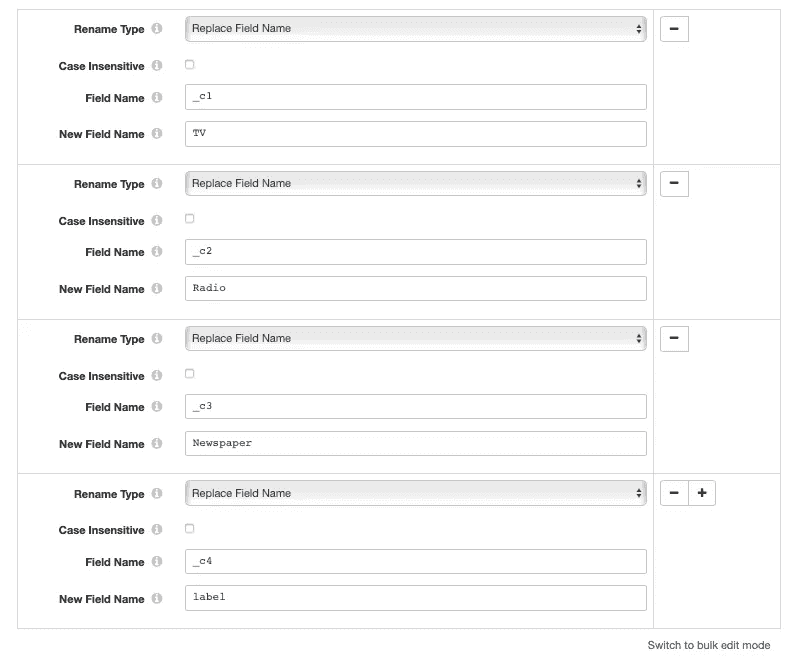 Rename Type Replace Field Name
Case Insensitive
Field Name _c1
New Field Name TV
Rename Type Replace Field Name
Case Insensitive
Field Name _c2
New Field Name Radio
Rename Type Replace Field Name
Case Insensitive
Field Name _c3
New Field Name Newspaper
Rename Type Replace Field Name
Case Insensitive
Field Name _c4
New Field Name label
Switch to bulk edit mode